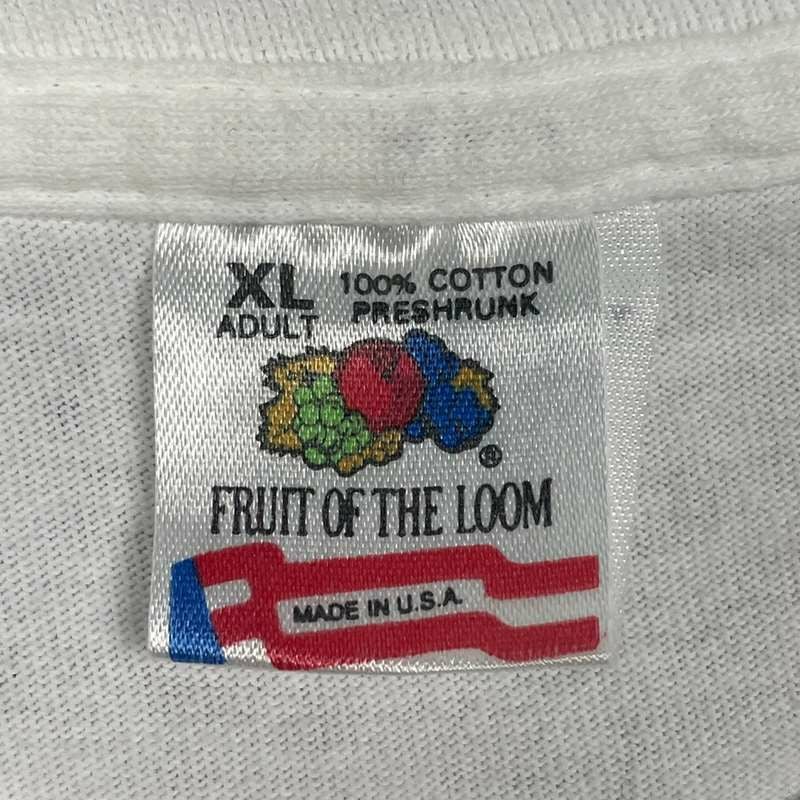 XL
ADULT
100% COTTON
PRESHRUNK
®
FRUIT OF THE LOOM
MADE IN U.S.A.